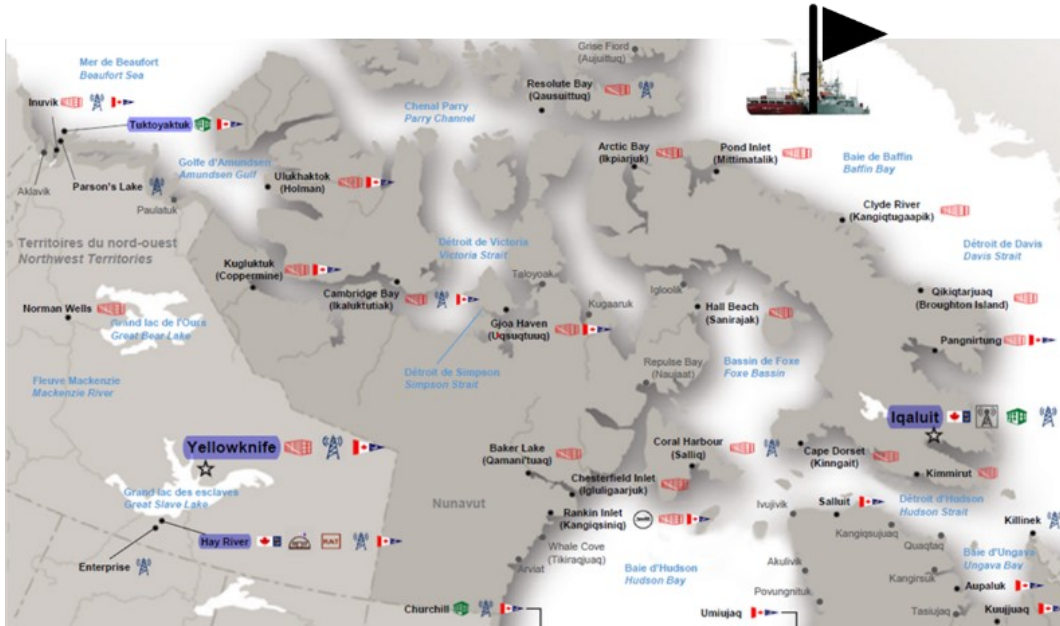 Grise Fiord
(Aujuittuq)
Mer de Beaufort
Beaufort Sea
Resolute Bay
(Qausuittuq)
Inuvik
Chenal Parry
Parry Channel
Tuktoyaktuk
Arctic Bay
(Ikpiarjuk)
Pond Inlet
(Mittimatalik)
Baie de Baffin
Baffin Bay
Golfe d'Amundsen
Amundsen Gulf
Ulukhaktok
(Holman)
Aklavik
Parson's Lake
Paulatuk
Clyde River
(Kangiqtugaapik)
Territoires du nord-ouest
Northwest Territories
Détroit de Victoria
Victoria Strait
Détroit de Davis
Davis Strait
Kugluktuk
(Coppermine)
Taloyoak
Cambridge Bay
(Ikaluktutiak)
Igloolik
Qikiqtarjuaq
(Broughton Island)
Norman Wells
Kugaaruk
Hall Beach
(Sanirajak)
Grand lac de l'Ours
Great Bear Lake
Gjoa Haven
(Uqsuqtuuq)
Pangnirtung
Fleuve Mackenzie
Mackenzie River
Détroit de Simpson
Simpson Strait
Repulse Bay
(Naujaat)
Bassin de Foxe
Foxe Bassin
Iqaluit
Yellowknife
Baker Lake
(Qamani'tuaq)
Coral Harbour
(Salliq)
Cape Dorset
(Kinngait)
Kimmirut
Grand lac des esclaves
Great Slave Lake
Nunavut
Chesterfield Inlet
(Igluligaarjuk)
Rankin Inlet
(Kangiqsiniq)
Ivujivik
Salluit
Détroit d'Hudson
Hudson Strait
Killinek
Hay River
Kangiqsujuaq
Quaqtaq
Whale Cove
(Tikiraqjuaq)
Enterprise
Arviat
Baie d'Hudson
Hudson Bay
Akulivik
Kangirsuk
Baie d'Ungava
Ungava Bay
Aupaluk
Povungnituk
Churchill
Umiujaq
Tasiujaq
Kuujjuaq